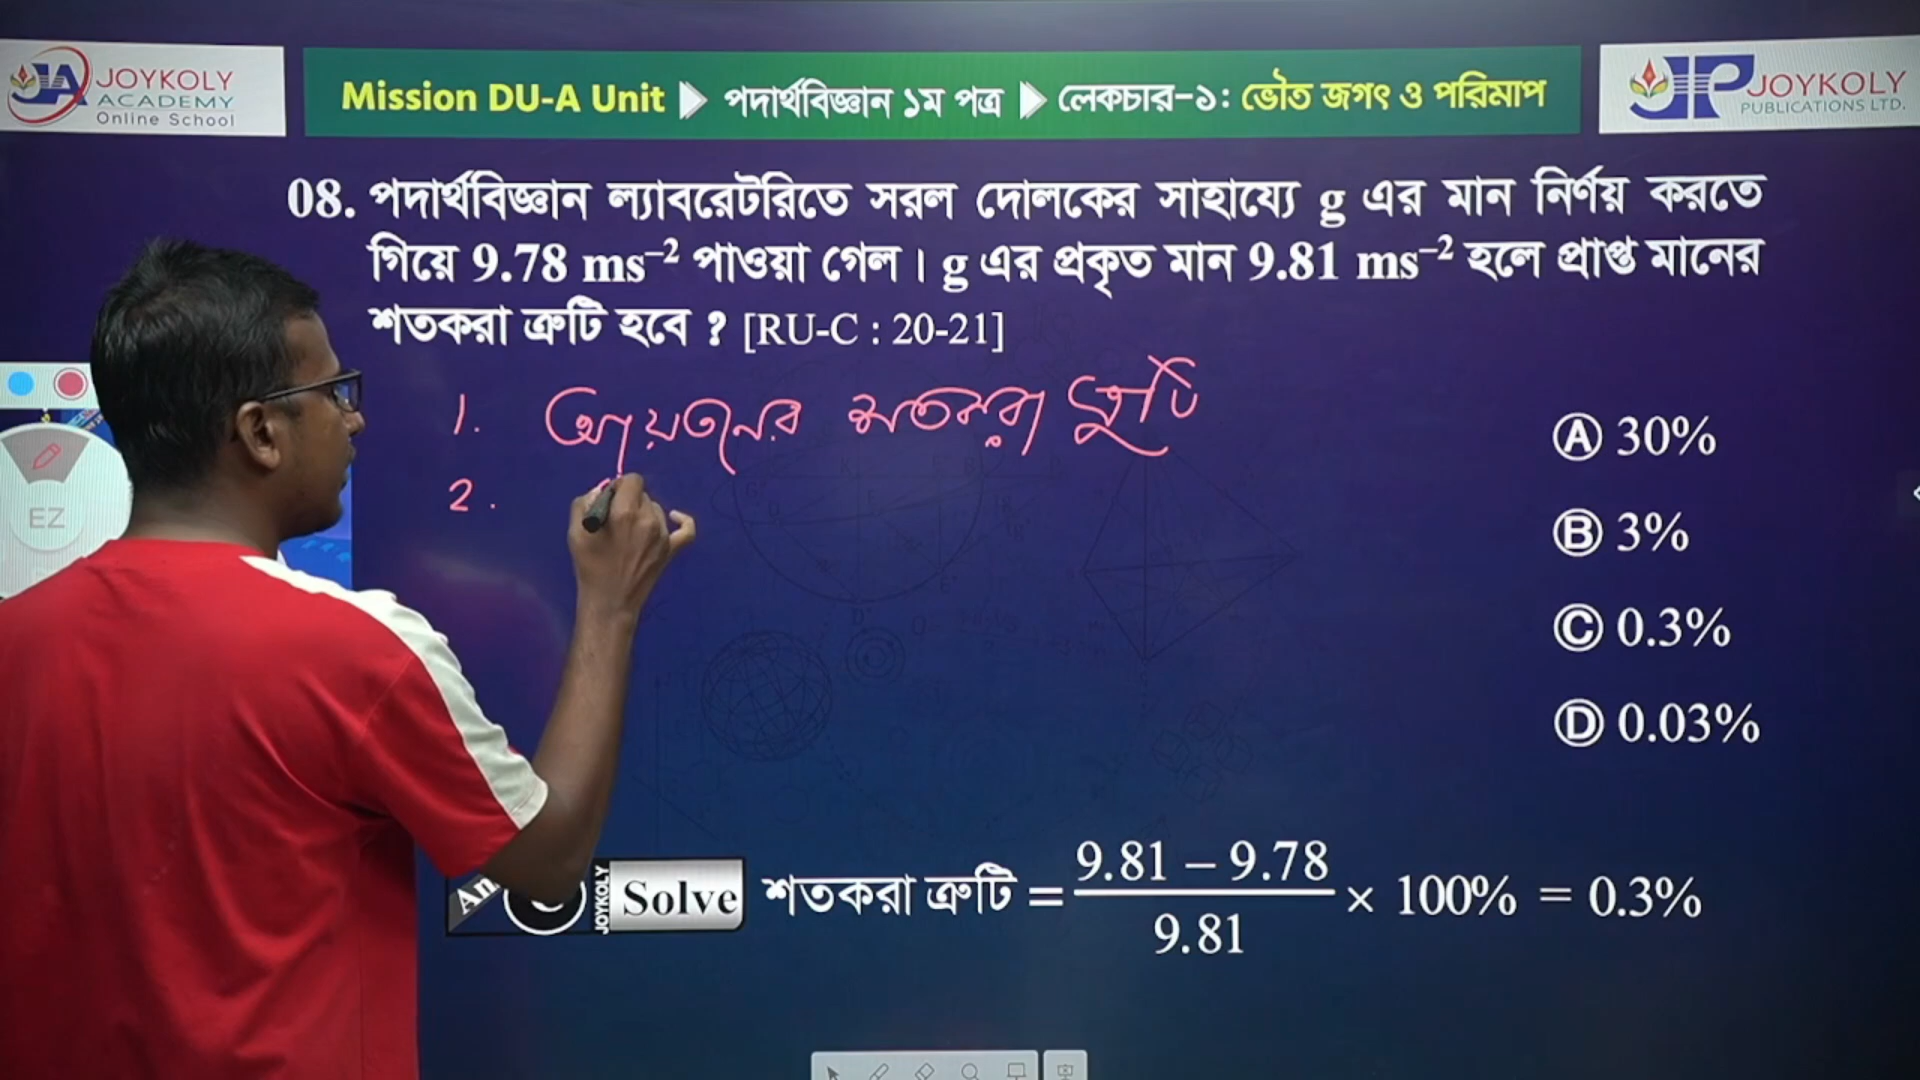 JOYKOLY
ACADEMY
Online School
Mission DU-A Unit ▶ পদার্থবিজ্ঞান ১ম পত্র ▶ লেকচার-১: ভৌত জগৎ ও পরিমাপ
JOYKOLY
PUBLICATIONS LTD.
08. পদার্থবিজ্ঞান ল্যাবরেটরিতে সরল দোলকের সাহায্যে g এর মান নির্ণয় করতে
গিয়ে 9.78 ms⁻² পাওয়া গেল। g এর প্রকৃত মান 9.81 ms⁻² হলে প্রাপ্ত মানের
শতকরা ত্রুটি হবে ? [RU-C : 20-21]
1. আয়তনের শতকরা ত্রুটি
2.
EZ
Ⓐ 30%
Ⓑ 3%
Ⓒ 0.3%
Ⓓ 0.03%
An C JOYKOLY Solve শতকরা ত্রুটি = (9.81 – 9.78)/9.81 × 100% = 0.3%